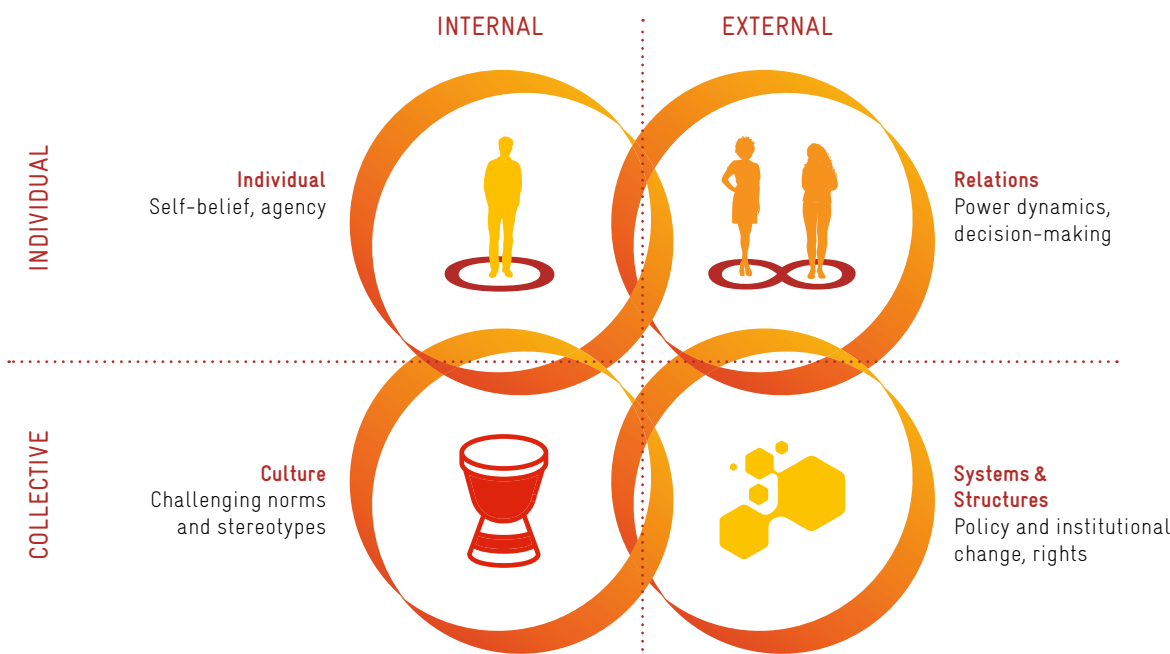 INTERNAL
EXTERNAL
INDIVIDUAL
Individual
Self-belief, agency
Relations
Power dynamics,
decision-making
COLLECTIVE
Culture
Challenging norms
and stereotypes
Systems &
Structures
Policy and institutional
change, rights